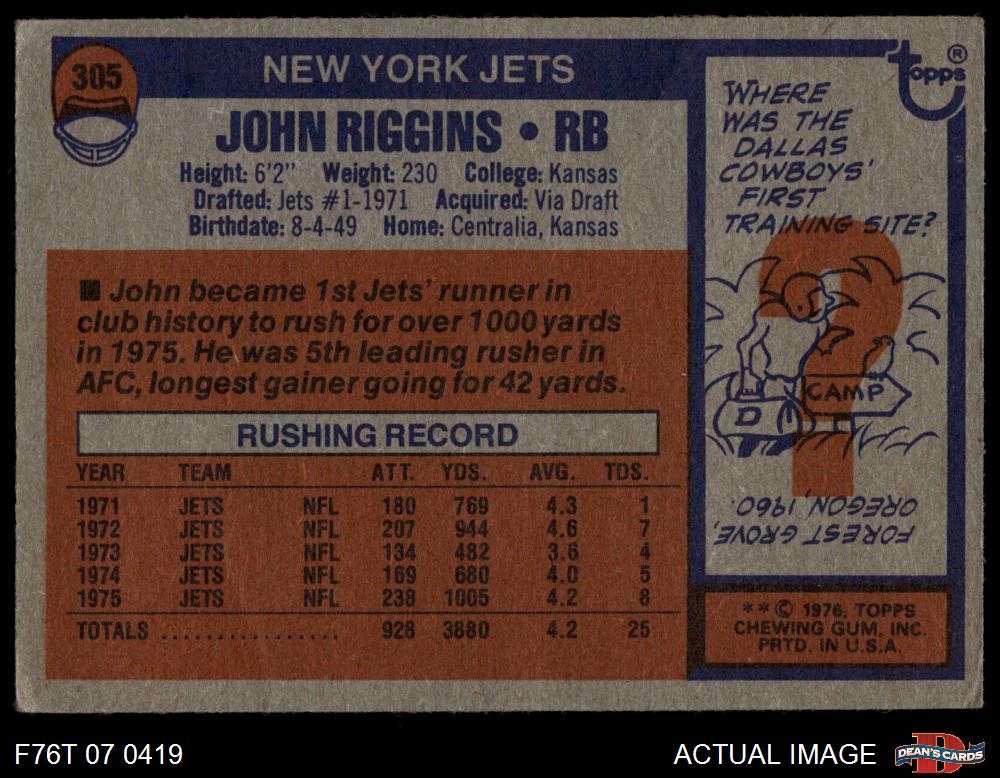 305
NEW YORK JETS
JOHN RIGGINS • RB
Height: 6'2" Weight: 230 College: Kansas
Drafted: Jets #1-1971 Acquired: Via Draft
Birthdate: 8-4-49 Home: Centralia, Kansas
■ John became 1st Jets' runner in
club history to rush for over 1000 yards
in 1975. He was 5th leading rusher in
AFC, longest gainer going for 42 yards.
RUSHING RECORD
YEAR TEAM ATT. YDS. AVG. TDS.
1971 JETS NFL 180 769 4.3 1
1972 JETS NFL 207 944 4.6 7
1973 JETS NFL 134 482 3.6 4
1974 JETS NFL 169 680 4.0 5
1975 JETS NFL 238 1005 4.2 8
TOTALS ................ 928 3880 4.2 25
Topps®
WHERE
WAS THE
DALLAS
COWBOYS'
FIRST
TRAINING SITE?
?
CAMP
D
FOREST GROVE,
OREGON, 1960.
**© 1976, TOPPS
CHEWING GUM, INC.
PRTD. IN U.S.A.
F76T 07 0419
ACTUAL IMAGE
DEAN'S CARDS